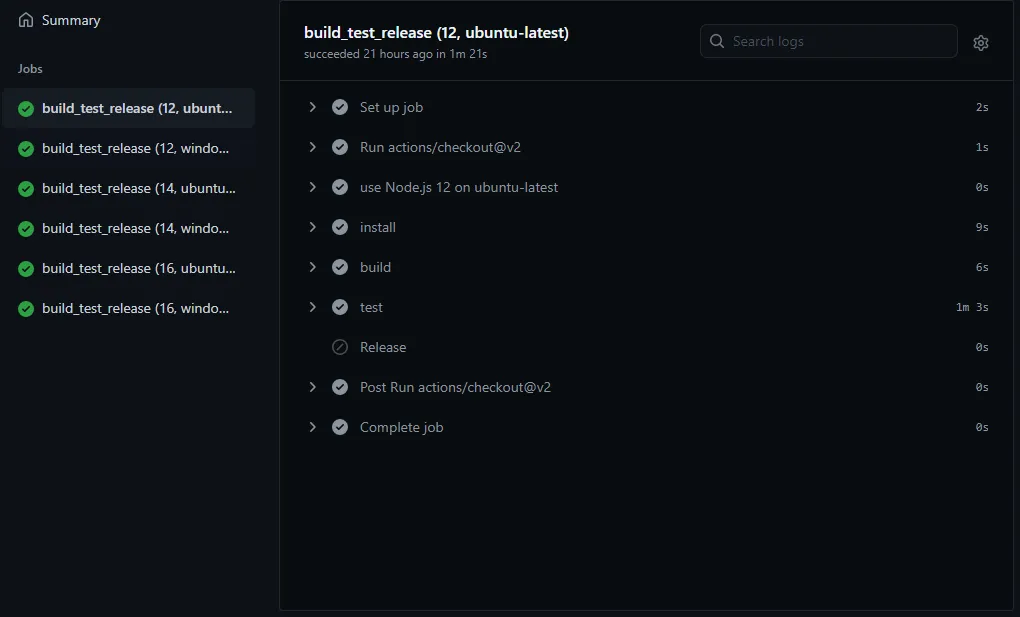 Summary
Jobs
build_test_release (12, ubunt...
build_test_release (12, windo...
build_test_release (14, ubuntu...
build_test_release (14, windo...
build_test_release (16, ubuntu...
build_test_release (16, windo...
build_test_release (12, ubuntu-latest)
succeeded 21 hours ago in 1m 21s
Search logs
Set up job 2s
Run actions/checkout@v2 1s
use Node.js 12 on ubuntu-latest 0s
install 9s
build 6s
test 1m 3s
Release 0s
Post Run actions/checkout@v2 0s
Complete job 0s